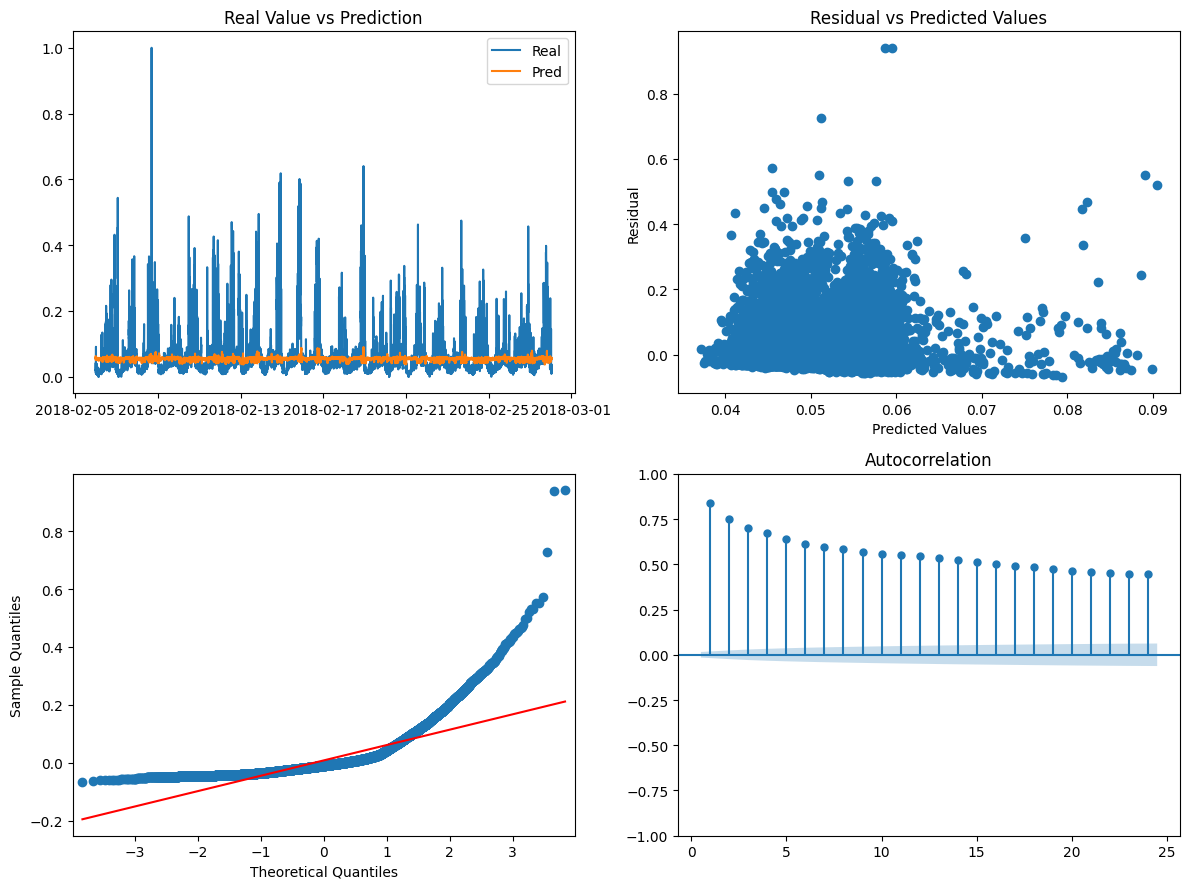 Real Value vs Prediction
Real
Pred
1.0
0.8
0.6
0.4
0.2
0.0
2018-02-05 2018-02-09 2018-02-13 2018-02-17 2018-02-21 2018-02-25 2018-03-01
Residual vs Predicted Values
Residual
0.8
0.6
0.4
0.2
0.0
0.04 0.05 0.06 0.07 0.08 0.09
Predicted Values
Sample Quantiles
0.8
0.6
0.4
0.2
0.0
−0.2
−3 −2 −1 0 1 2 3
Theoretical Quantiles
Autocorrelation
1.00
0.75
0.50
0.25
0.00
−0.25
−0.50
−0.75
−1.00
0 5 10 15 20 25